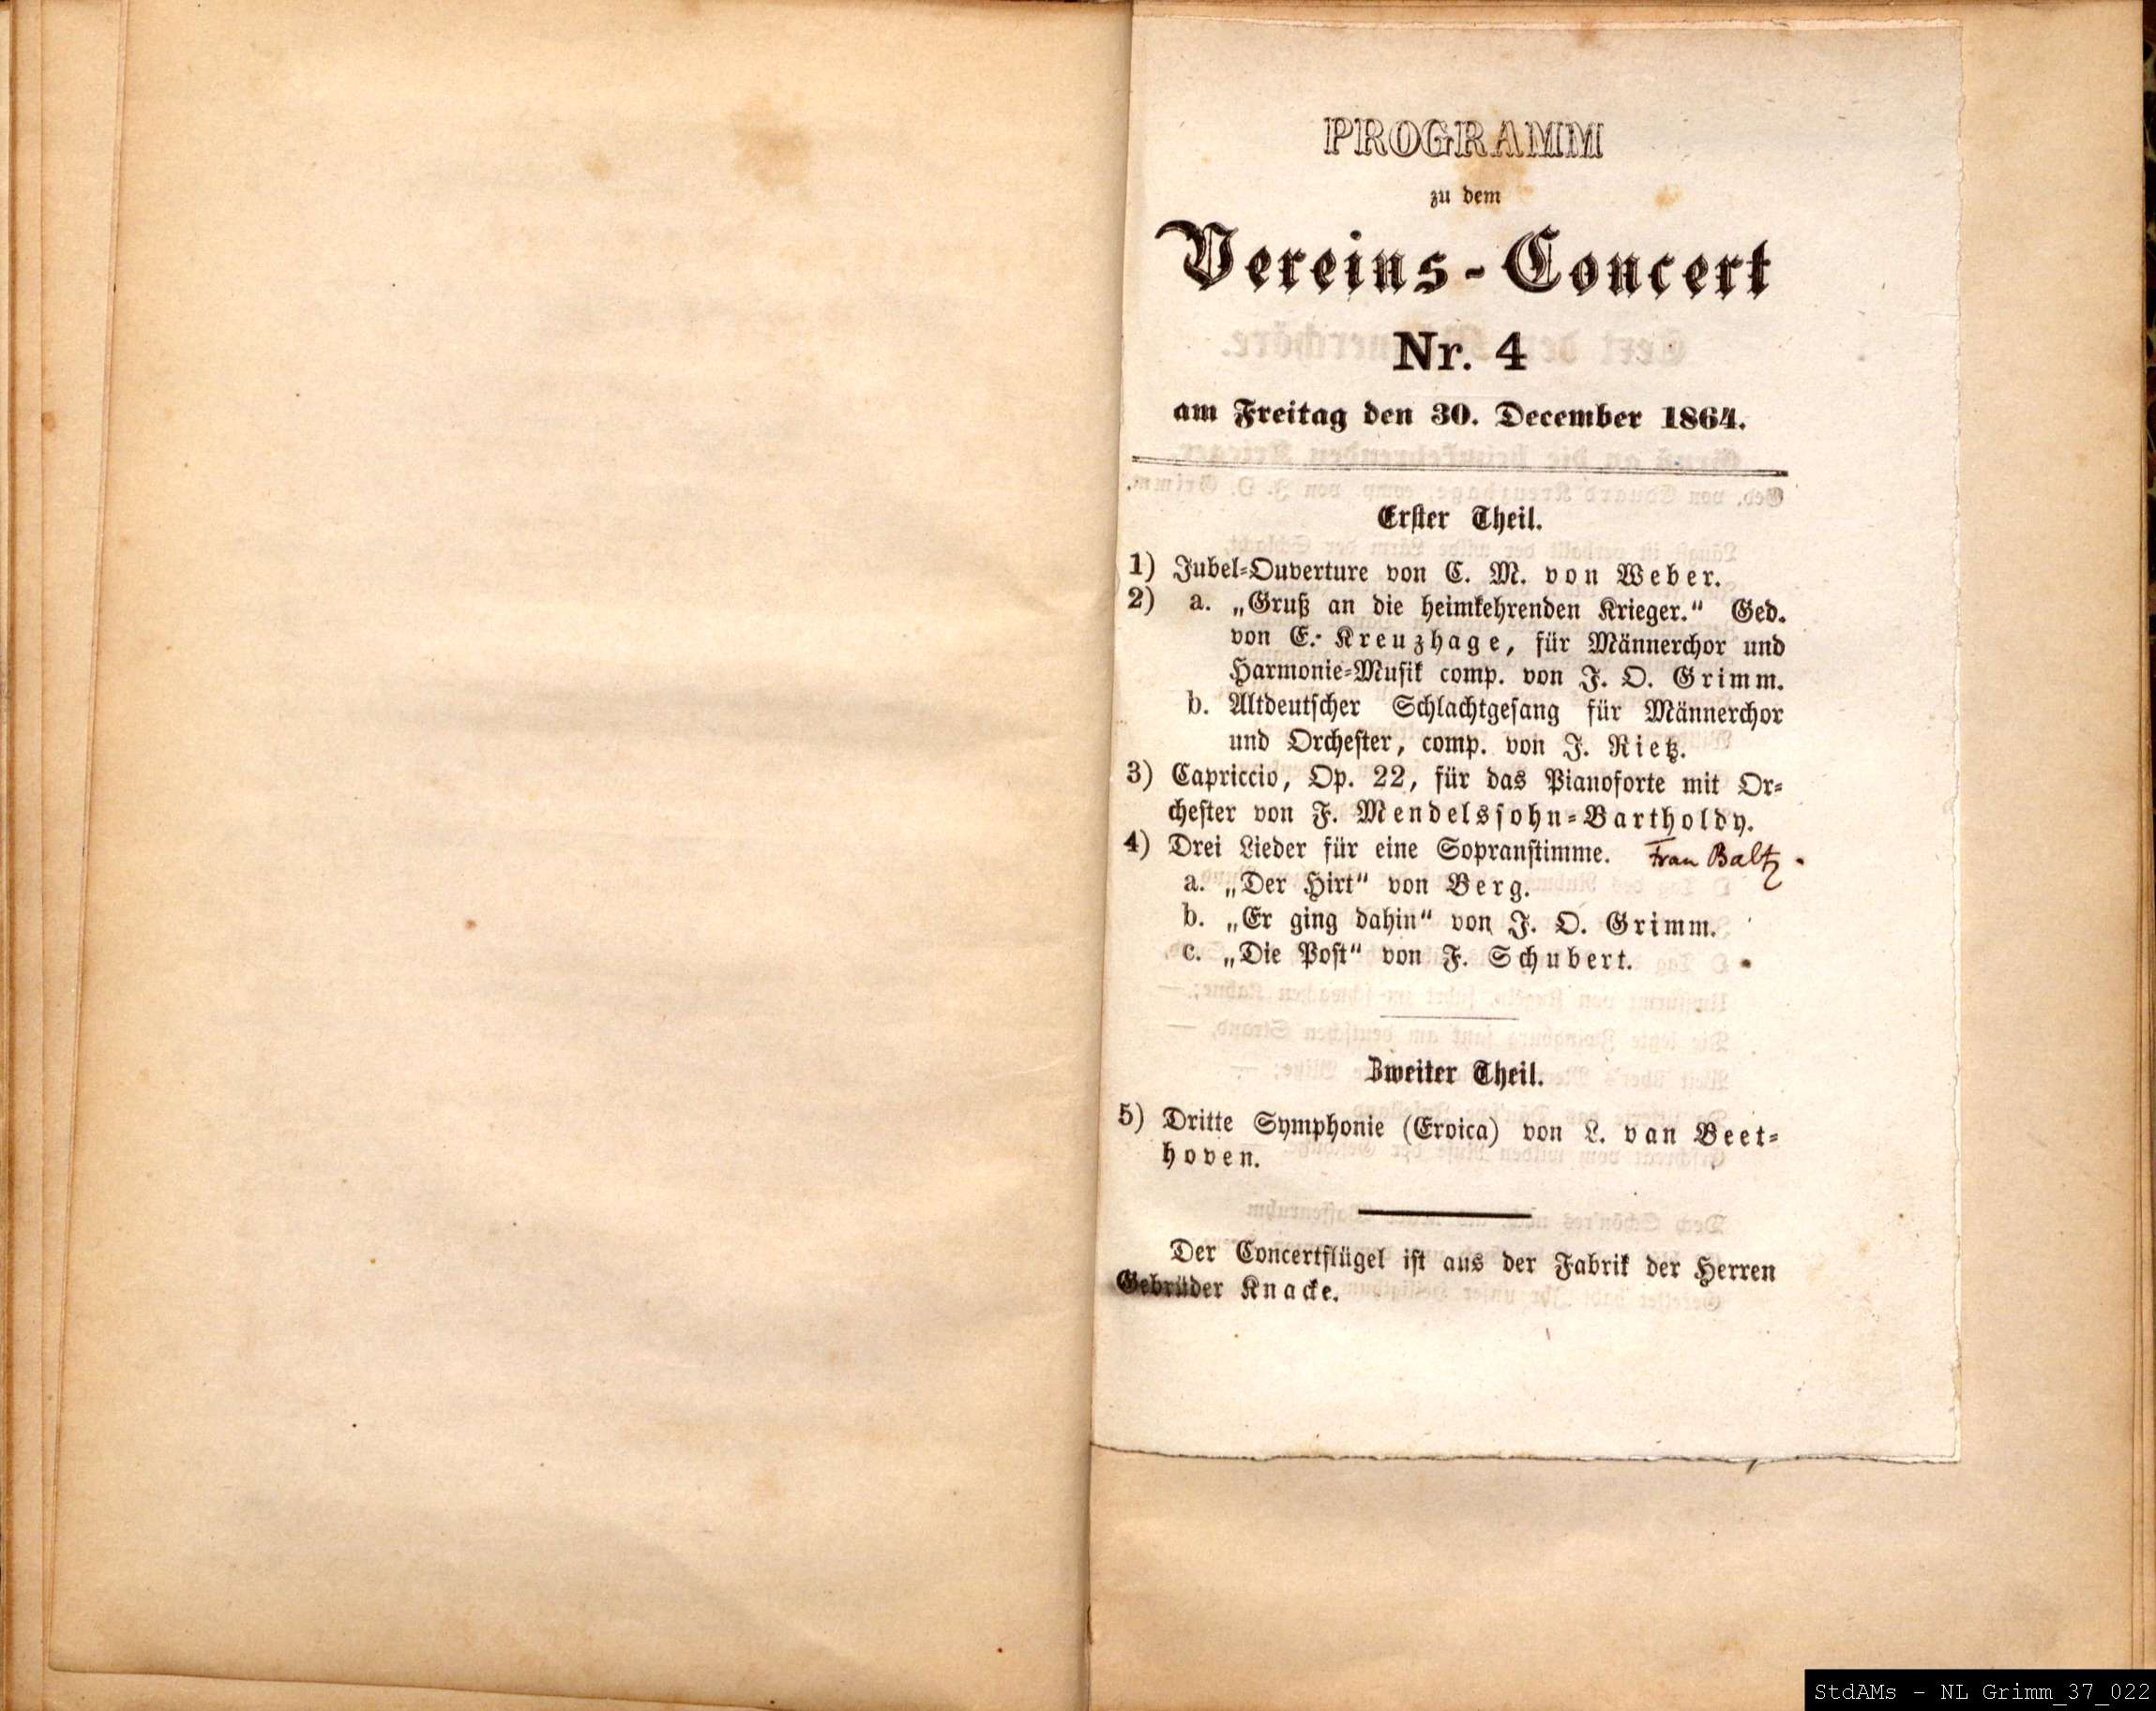 PROGRAMM
zu dem
Vereins-Concert
Nr. 4
am Freitag den 30. December 1864.
Erster Theil.
1) Jubel-Ouverture von C. M. von Weber.
2) a. „Gruß an die heimkehrenden Krieger.“ Ged.
von E. Kreuzhage, für Männerchor und
Harmonie-Musik comp. von J. O. Grimm.
b. Altdeutscher Schlachtgesang für Männerchor
und Orchester, comp. von J. Rietz.
3) Capriccio, Op. 22, für das Pianoforte mit Or-
chester von F. Mendelssohn-Bartholdy.
4) Drei Lieder für eine Sopranstimme. Frau Baltz.
a. „Der Hirt“ von Berg.
b. „Er ging dahin“ von J. O. Grimm.
c. „Die Post“ von F. Schubert.
Zweiter Theil.
5) Dritte Symphonie (Eroica) von L. van Beet-
hoven.
Der Concertflügel ist aus der Fabrik der Herren
Gebrüder Knacke.
StdAMs - NL Grimm_37_022